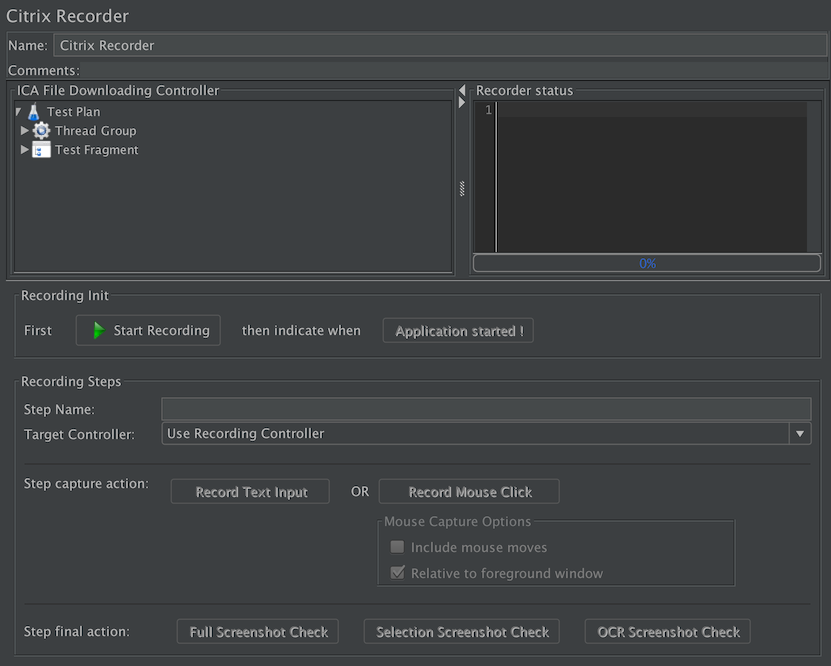 Citrix Recorder
Name: Citrix Recorder
Comments:
ICA File Downloading Controller
Test Plan
Thread Group
Test Fragment
Recorder status
1
0%
Recording Init
First Start Recording then indicate when Application started !
Recording Steps
Step Name:
Target Controller: Use Recording Controller
Step capture action: Record Text Input OR Record Mouse Click
Mouse Capture Options
Include mouse moves
Relative to foreground window
Step final action: Full Screenshot Check Selection Screenshot Check OCR Screenshot Check